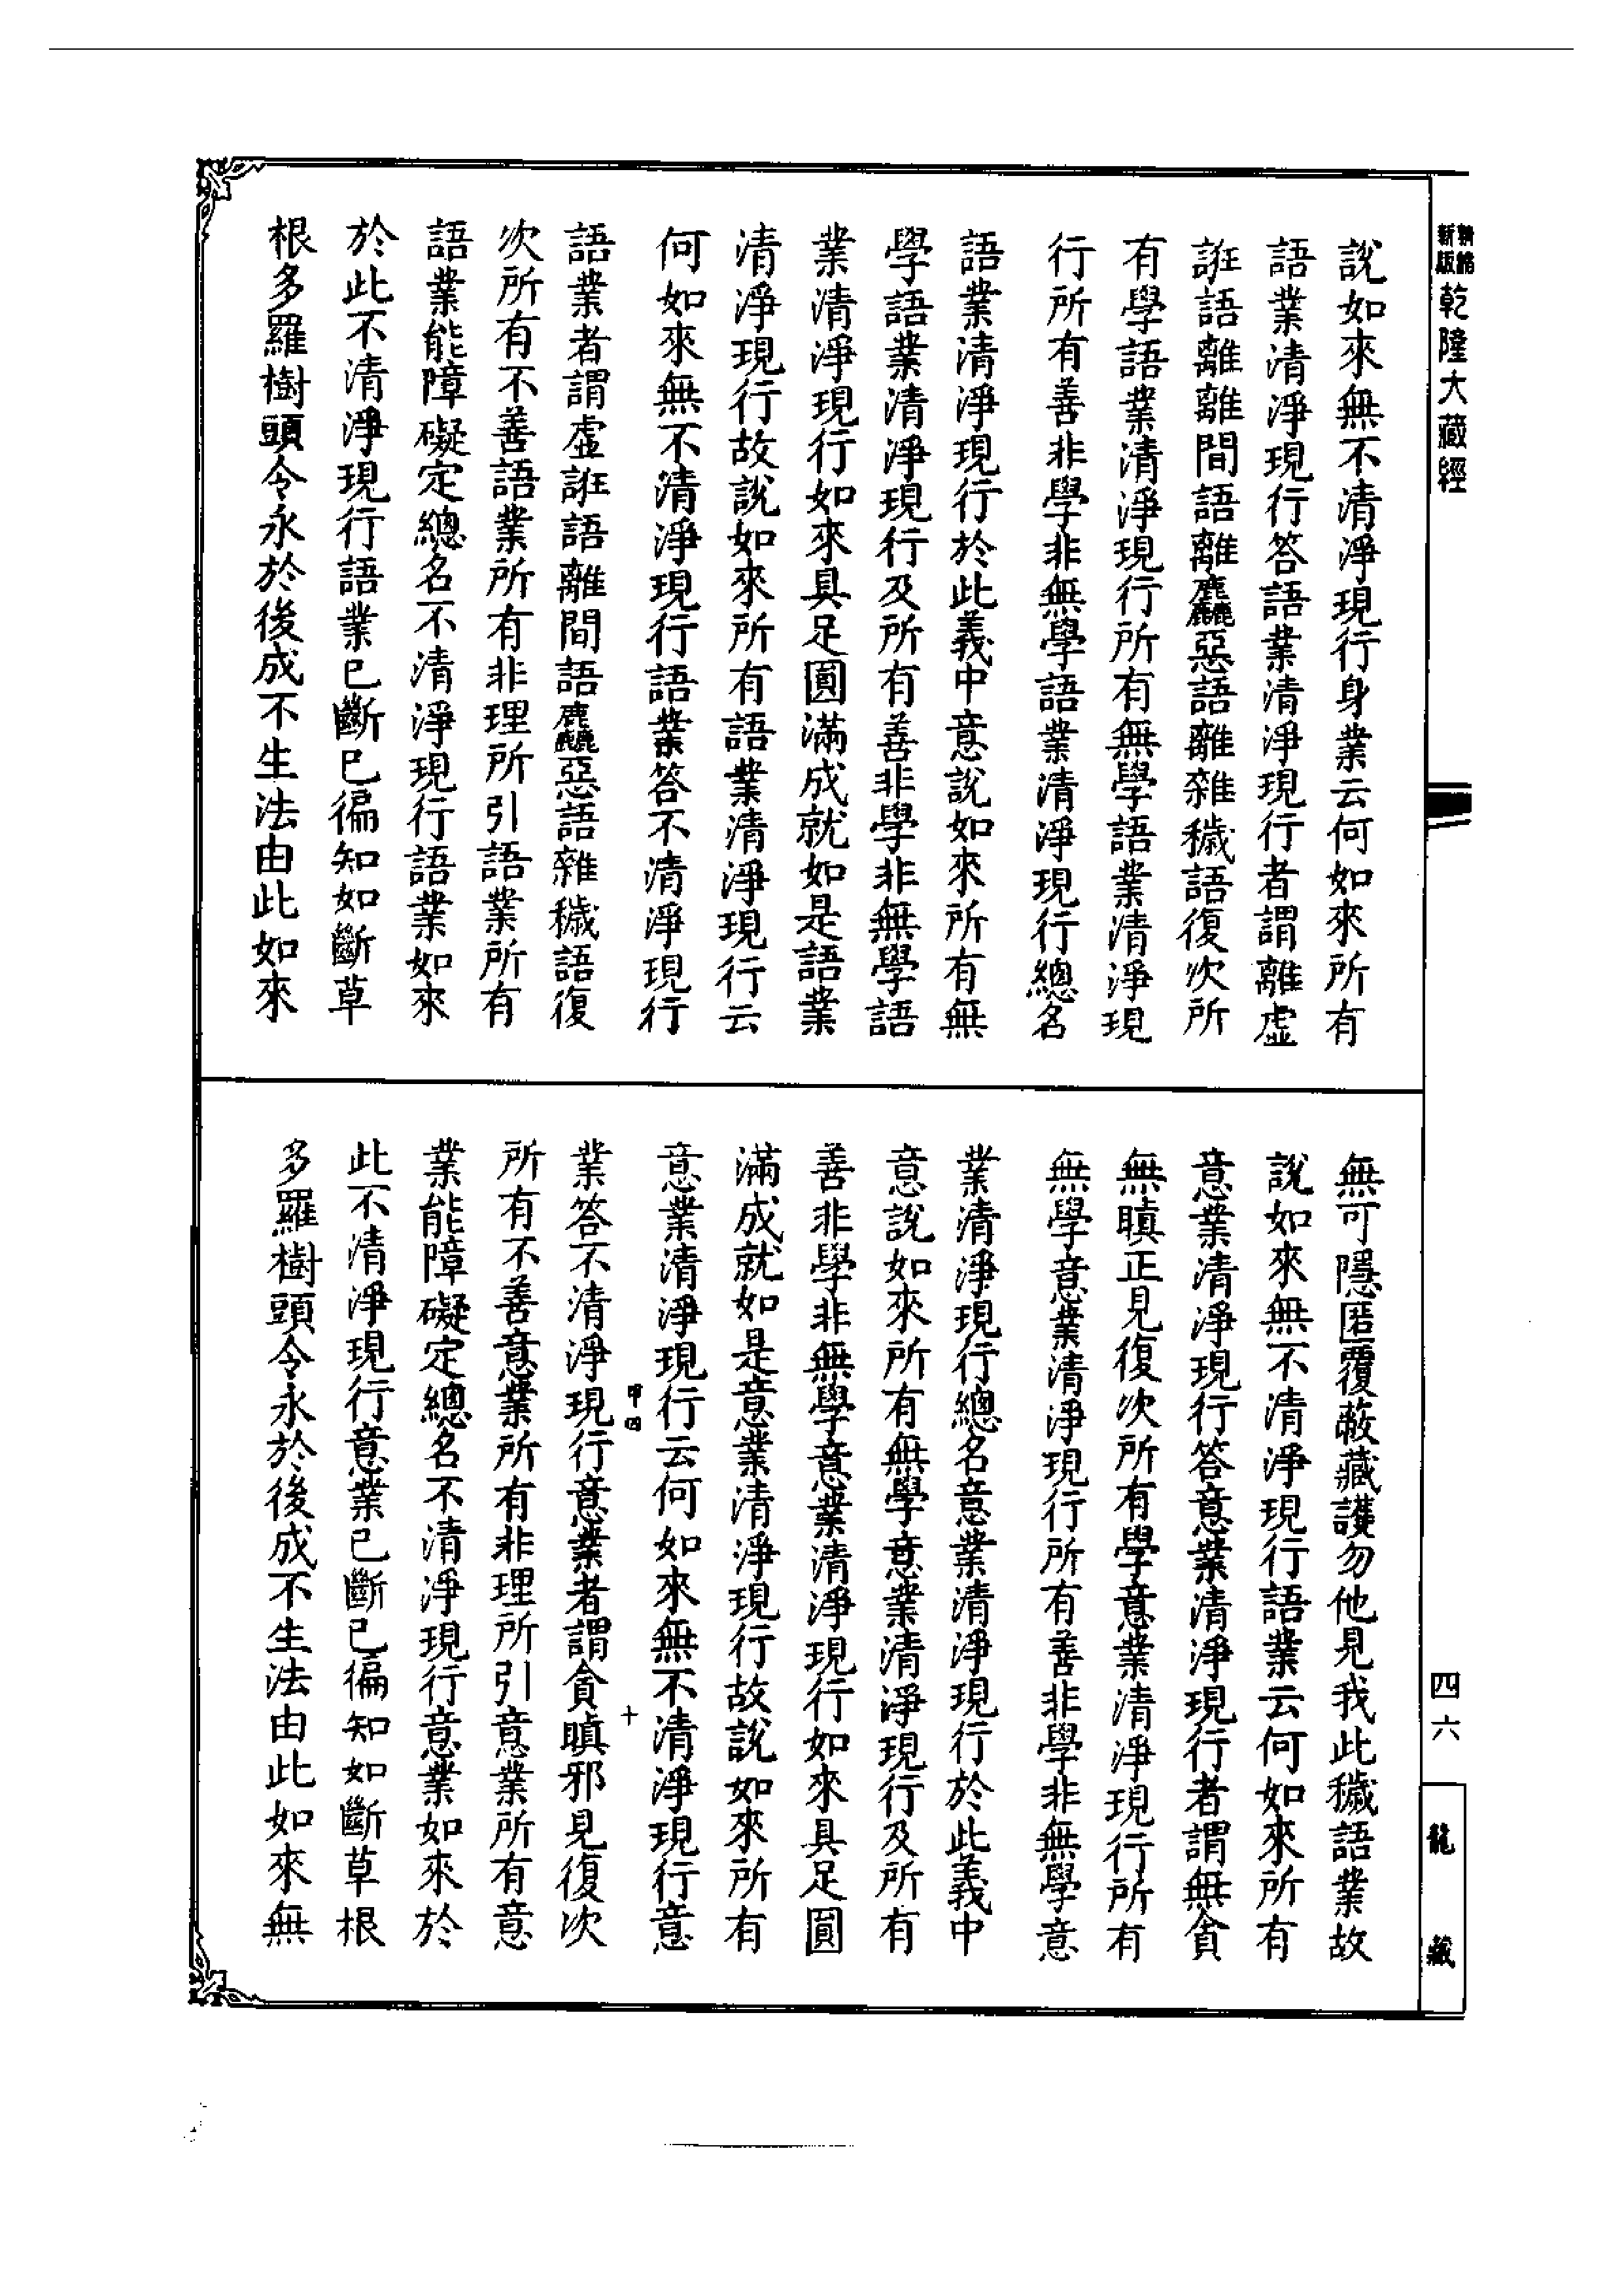 新編
新版
乾隆大藏經
說如來無不清淨現行身業云何如來所有
語業清淨現行答語業清淨現行者謂離虛
誑語離離間語離麤惡語離雜穢語復次所
有學語業清淨現行所有無學語業清淨現
行所有善非學非無學語業清淨現行總名
語業清淨現行於此義中意說如來所有無
學語業清淨現行及所有善非學非無學語
業清淨現行如來具足圓滿成就如是語業
清淨現行故說如來所有語業清淨現行云
何如來無不清淨現行語業答不清淨現行
語業者謂虛誑語離間語麤惡語雜穢語復
次所有不善語業所有非理所引語業所有
語業能障礙定總名不清淨現行語業如來
於此不清淨現行語業已斷已徧知如斷草
根多羅樹頭令永於後成不生法由此如來
無可隱匿覆蔽藏護勿他見我此穢語業故
說如來無不清淨現行語業云何如來所有
意業清淨現行答意業清淨現行者謂無貪
無瞋正見復次所有學意業清淨現行所有
無學意業清淨現行所有善非學非無學意
業清淨現行總名意業清淨現行於此義中
意說如來所有無學意業清淨現行及所有
善非學非無學意業清淨現行如來具足圓
滿成就如是意業清淨現行故說如來所有
意業清淨現行云何如來無不清淨現行意
甲四
十
業答不清淨現行意業者謂貪瞋邪見復次
所有不善意業所有非理所引意業所有意
業能障礙定總名不清淨現行意業如來於
此不清淨現行意業已斷已徧知如斷草根
多羅樹頭令永於後成不生法由此如來無
四六
龍藏